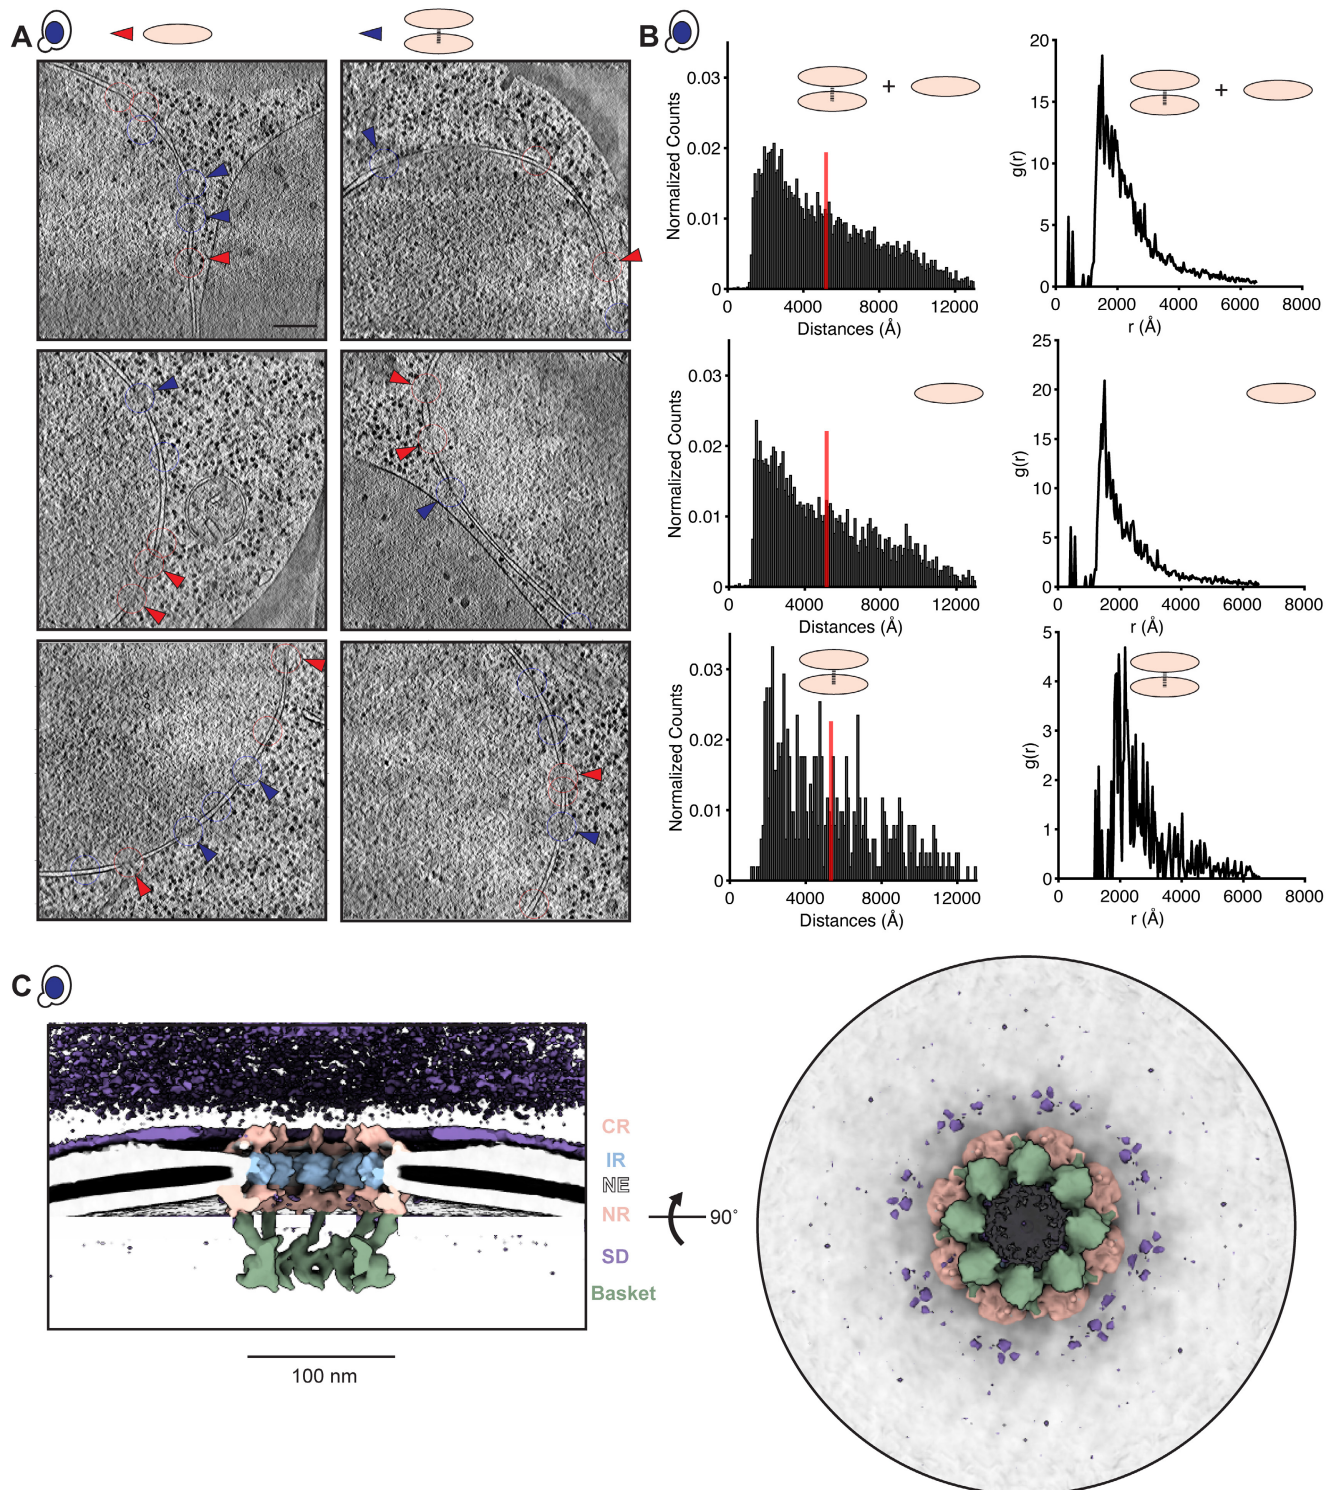 A
B
0.03
0.02
0.01
0
Normalized Counts
4000
8000
12000
Distances (Å)
+
20
15
10
5
0
g(r)
0
2000
4000
6000
8000
r (Å)
+
0.03
0.02
0.01
0
Normalized Counts
0
4000
8000
12000
Distances (Å)
25
20
15
10
5
0
g(r)
0
2000
4000
6000
8000
r (Å)
0.03
0.02
0.01
0
Normalized Counts
0
4000
8000
12000
Distances (Å)
5
4
3
2
1
0
g(r)
0
2000
4000
6000
8000
r (Å)
C
CR
IR
NE
NR
SD
Basket
90°
100 nm